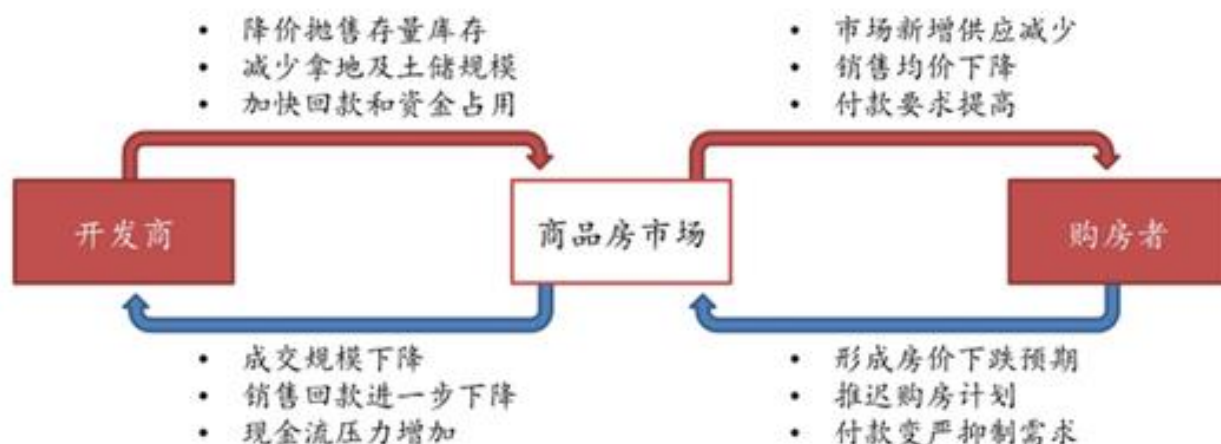 • 降价抛售存量库存
• 减少拿地及土储规模
• 加快回款和资金占用
• 市场新增供应减少
• 销售均价下降
• 付款要求提高
开发商
商品房市场
购房者
• 成交规模下降
• 销售回款进一步下降
• 现金流压力增加
• 形成房价下跌预期
• 推迟购房计划
• 付款变严抑制需求